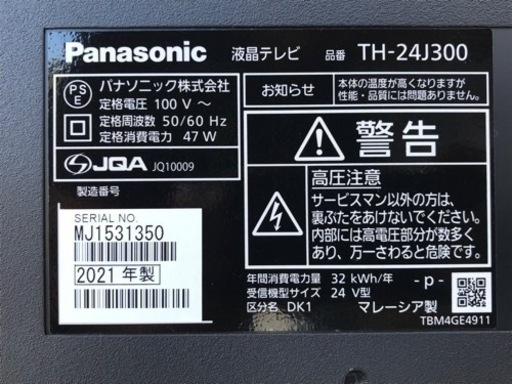 Panasonic 液晶テレビ 品番 TH-24J300
PS
E
パナソニック株式会社
定格電圧 100 V ～
定格周波数 50/60 Hz
定格消費電力 47 W
お知らせ
本体の温度が高くなりますが
性能・品質には問題ありません。
JQA JQ10009
製造番号
SERIAL NO.
MJ1531350
2021 年製
警告
高圧注意
サービスマン以外の方は、
裏ぶたをあけないでください。
内部には高電圧部分が数多く
あり、万一さわると危険です。
年間消費電力量 32 kWh/年
受信機型サイズ 24 V型
区分名 DK1
-p-
マレーシア製
TBM4GE4911